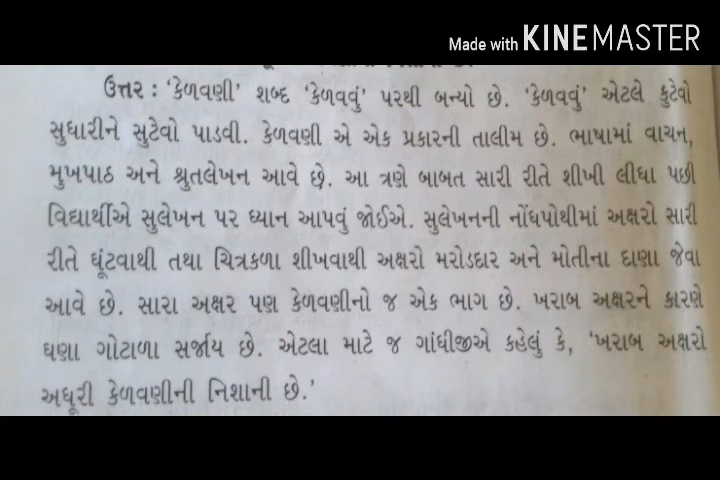 Made with KINEMASTER
ઉત્તર : ‘કેળવણી’ શબ્દ ‘કેળવવું’ પરથી બન્યો છે. ‘કેળવવું’ એટલે કુટેવો
સુધારીને સુટેવો પાડવી. કેળવણી એ એક પ્રકારની તાલીમ છે. ભાષામાં વાચન,
મુખપાઠ અને શ્રુતલેખન આવે છે. આ ત્રણે બાબત સારી રીતે શીખી લીધા પછી
વિદ્યાર્થીએ સુલેખન પર ધ્યાન આપવું જોઈએ. સુલેખનની નોંધપોથીમાં અક્ષરો સારી
રીતે ઘૂંટવાથી તથા ચિત્રકળા શીખવાથી અક્ષરો મરોડદાર અને મોતીના દાણા જેવા
આવે છે. સારા અક્ષર પણ કેળવણીનો જ એક ભાગ છે. ખરાબ અક્ષરને કારણે
ઘણા ગોટાળા સર્જાય છે. એટલા માટે જ ગાંધીજીએ કહેલું કે, ‘ખરાબ અક્ષરો
અધૂરી કેળવણીની નિશાની છે.’